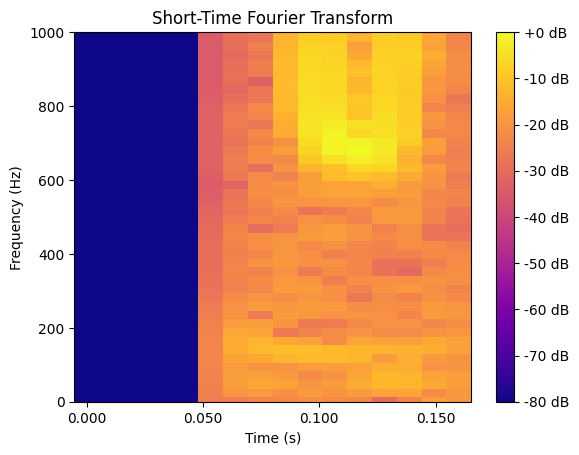 Short-Time Fourier Transform
Frequency (Hz)
1000
800
600
400
200
0
0.000
0.050
0.100
0.150
Time (s)
+0 dB
-10 dB
-20 dB
-30 dB
-40 dB
-50 dB
-60 dB
-70 dB
-80 dB